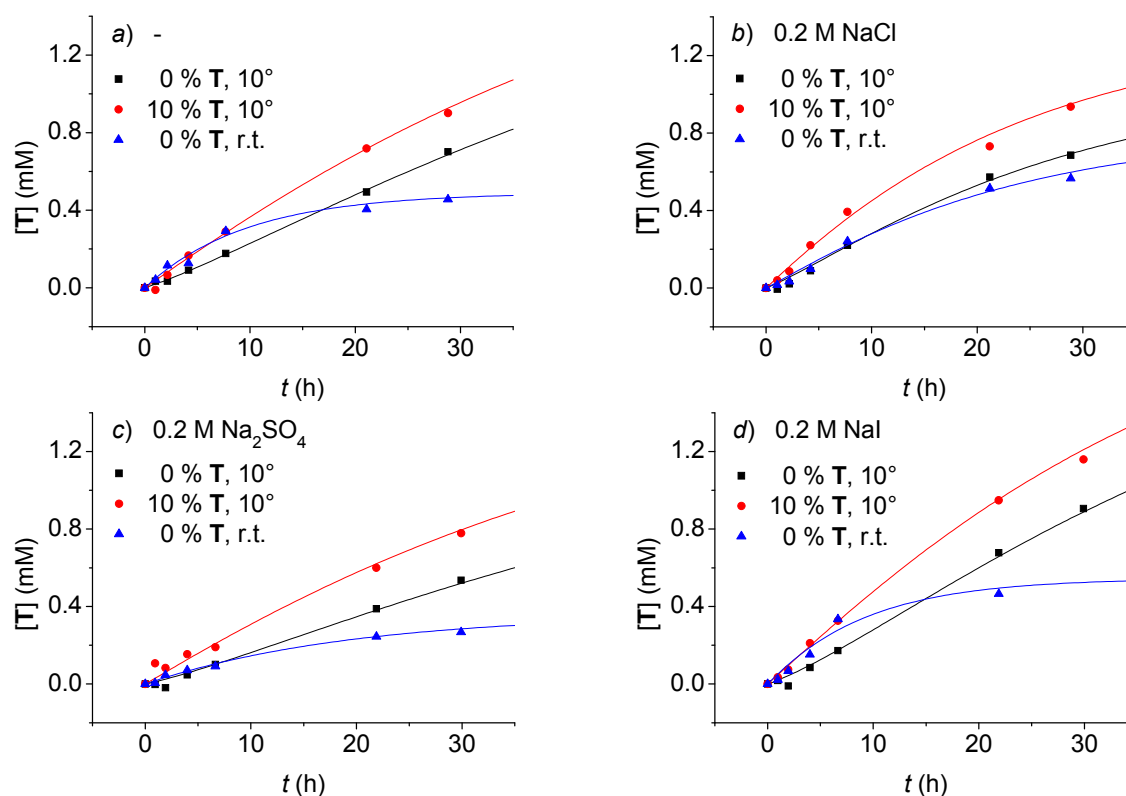 a) -
0 % T, 10°
10 % T, 10°
0 % T, r.t.
1.2
0.8
0.4
0.0
[T] (mM)
0 10 20 30
t (h)
b) 0.2 M NaCl
0 % T, 10°
10 % T, 10°
0 % T, r.t.
1.2
0.8
0.4
0.0
[T] (mM)
0 10 20 30
t (h)
c) 0.2 M Na₂SO₄
0 % T, 10°
10 % T, 10°
0 % T, r.t.
1.2
0.8
0.4
0.0
[T] (mM)
0 10 20 30
t (h)
d) 0.2 M NaI
0 % T, 10°
10 % T, 10°
0 % T, r.t.
1.2
0.8
0.4
0.0
[T] (mM)
0 10 20 30
t (h)